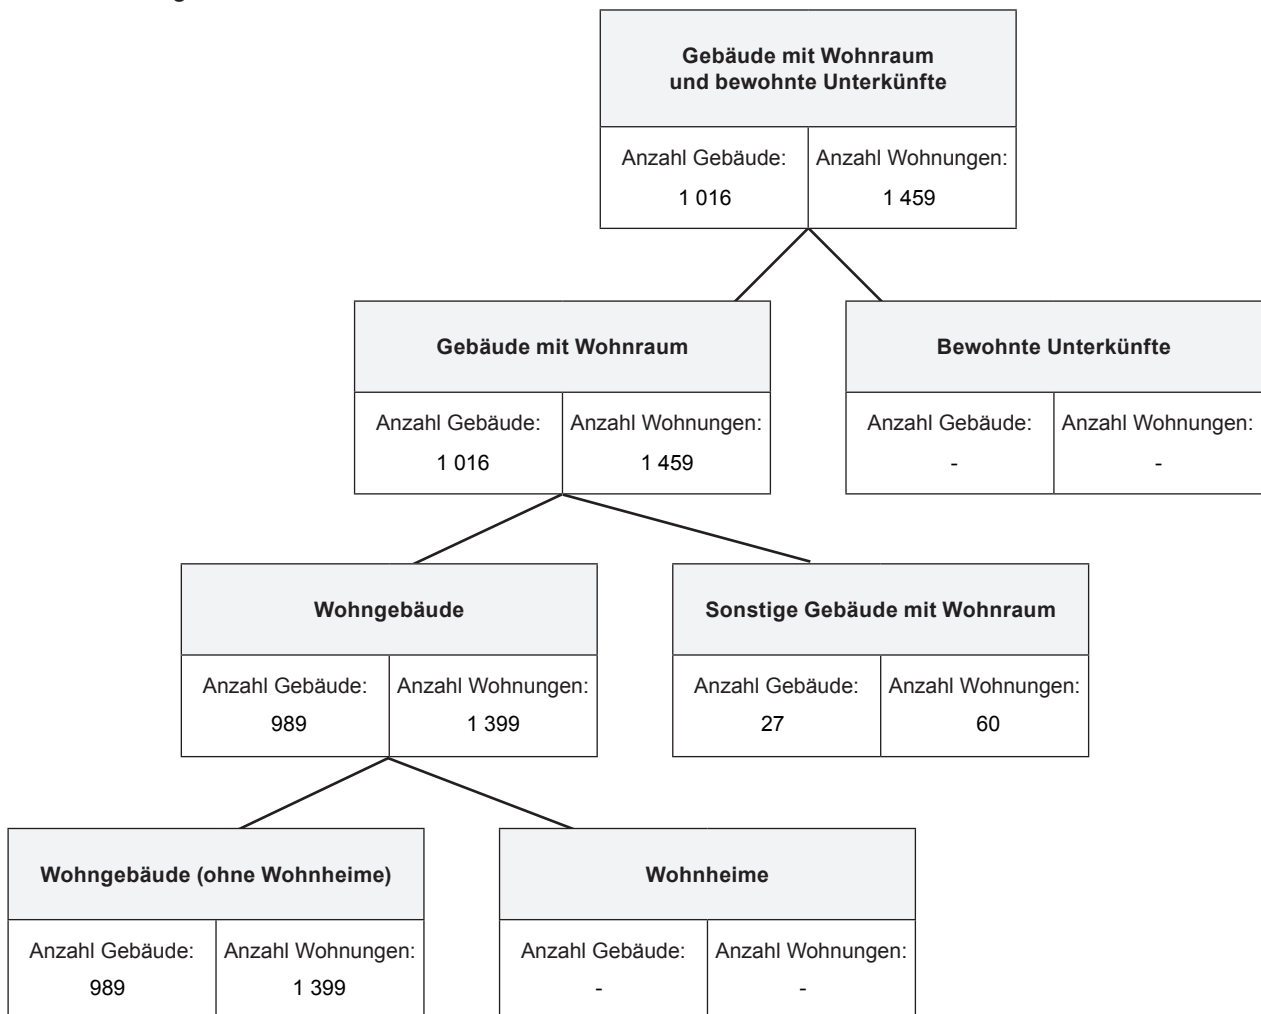 Gebäude mit Wohnraum
und bewohnte Unterkünfte
Anzahl Gebäude: Anzahl Wohnungen:
1 016 1 459
Gebäude mit Wohnraum Bewohnte Unterkünfte
Anzahl Gebäude: Anzahl Wohnungen: Anzahl Gebäude: Anzahl Wohnungen:
1 016 1 459 - -
Wohngebäude Sonstige Gebäude mit Wohnraum
Anzahl Gebäude: Anzahl Wohnungen: Anzahl Gebäude: Anzahl Wohnungen:
989 1 399 27 60
Wohngebäude (ohne Wohnheime) Wohnheime
Anzahl Gebäude: Anzahl Wohnungen: Anzahl Gebäude: Anzahl Wohnungen:
989 1 399 - -